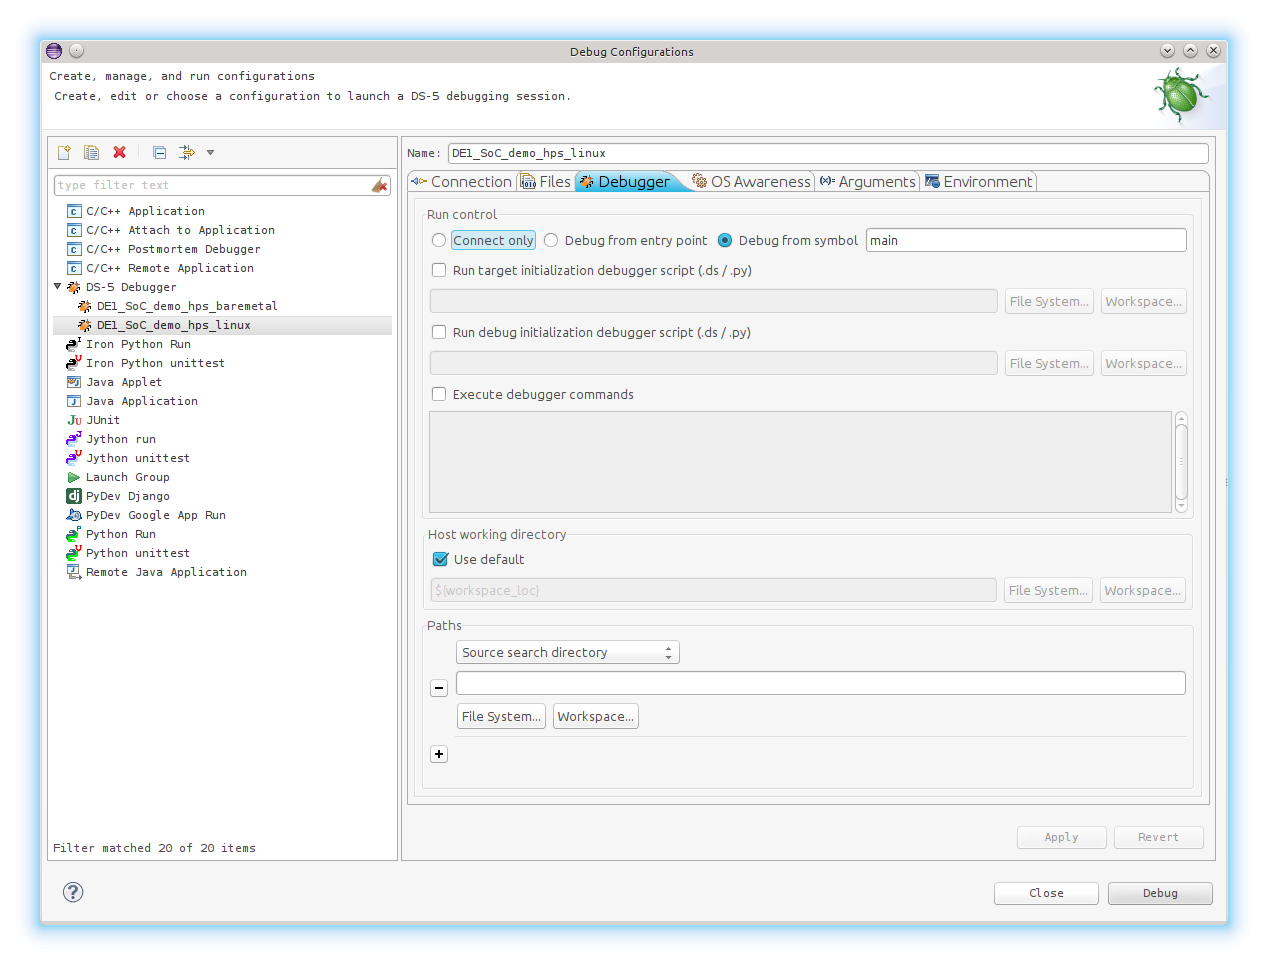 Debug Configurations
Create, manage, and run configurations
Create, edit or choose a configuration to launch a DS-5 debugging session.
type filter text
C/C++ Application
C/C++ Attach to Application
C/C++ Postmortem Debugger
C/C++ Remote Application
DS-5 Debugger
DE1_SoC_demo_hps_baremetal
DE1_SoC_demo_hps_linux
Iron Python Run
Iron Python unittest
Java Applet
Java Application
JUnit
Jython run
Jython unittest
Launch Group
PyDev Django
PyDev Google App Run
Python Run
Python unittest
Remote Java Application
Filter matched 20 of 20 items
Name: DE1_SoC_demo_hps_linux
Connection Files Debugger OS Awareness Arguments Environment
Run control
Connect only Debug from entry point Debug from symbol main
Run target initialization debugger script (.ds / .py)
File System... Workspace...
Run debug initialization debugger script (.ds / .py)
File System... Workspace...
Execute debugger commands
Host working directory
Use default
${workspace_loc} File System... Workspace...
Paths
Source search directory
File System... Workspace...
Apply Revert
Close Debug